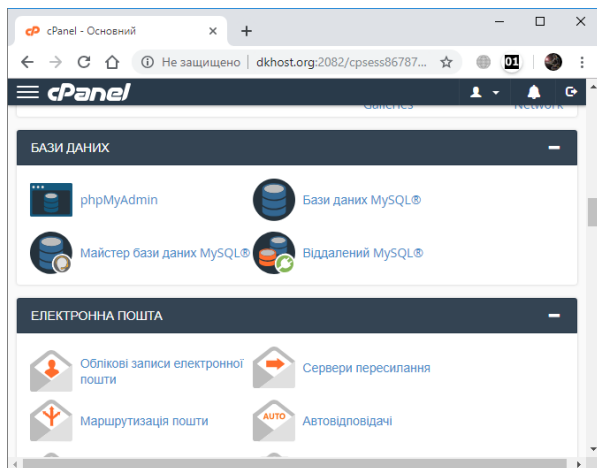 cPanel - Основний
Не защищено | dkhost.org:2082/cpsess86787...
01
cPanel
Galleries
Network
БАЗИ ДАНИХ
phpMyAdmin
Бази даних MySQL®
Майстер бази даних MySQL®
Віддалений MySQL®
ЕЛЕКТРОННА ПОШТА
Облікові записи електронної
пошти
Сервери пересилання
Маршрутизація пошти
AUTO
Автовідповідачі